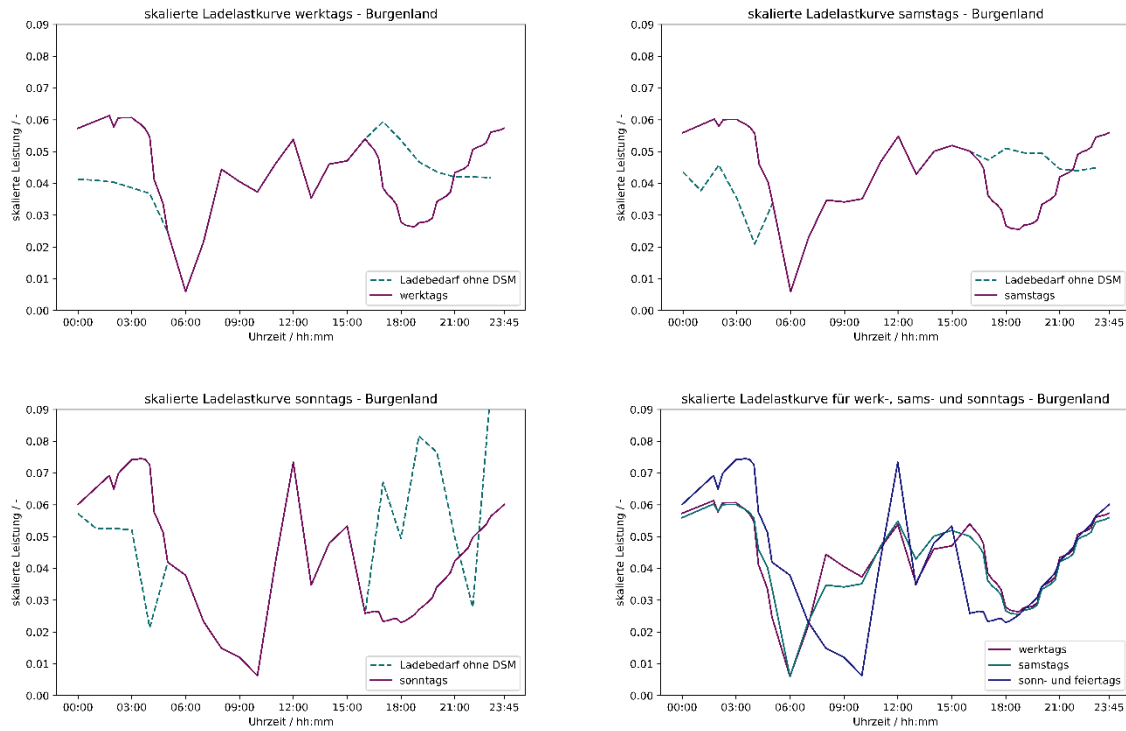 skalierte Ladelastkurve werktags - Burgenland
0.09
0.08
0.07
0.06
0.05
0.04
0.03
0.02
0.01
0.00
skalierte Leistung / -
Ladebedarf ohne DSM
werktags
00:00 03:00 06:00 09:00 12:00 15:00 18:00 21:00 23:45
Uhrzeit / hh:mm
skalierte Ladelastkurve samstags - Burgenland
0.09
0.08
0.07
0.06
0.05
0.04
0.03
0.02
0.01
0.00
skalierte Leistung / -
Ladebedarf ohne DSM
samstags
00:00 03:00 06:00 09:00 12:00 15:00 18:00 21:00 23:45
Uhrzeit / hh:mm
skalierte Ladelastkurve sonntags - Burgenland
0.09
0.08
0.07
0.06
0.05
0.04
0.03
0.02
0.01
0.00
skalierte Leistung / -
Ladebedarf ohne DSM
sonntags
00:00 03:00 06:00 09:00 12:00 15:00 18:00 21:00 23:45
Uhrzeit / hh:mm
skalierte Ladelastkurve für werk-, sams- und sonntags - Burgenland
0.09
0.08
0.07
0.06
0.05
0.04
0.03
0.02
0.01
0.00
skalierte Leistung / -
werktags
samstags
sonn- und feiertags
00:00 03:00 06:00 09:00 12:00 15:00 18:00 21:00 23:45
Uhrzeit / hh:mm